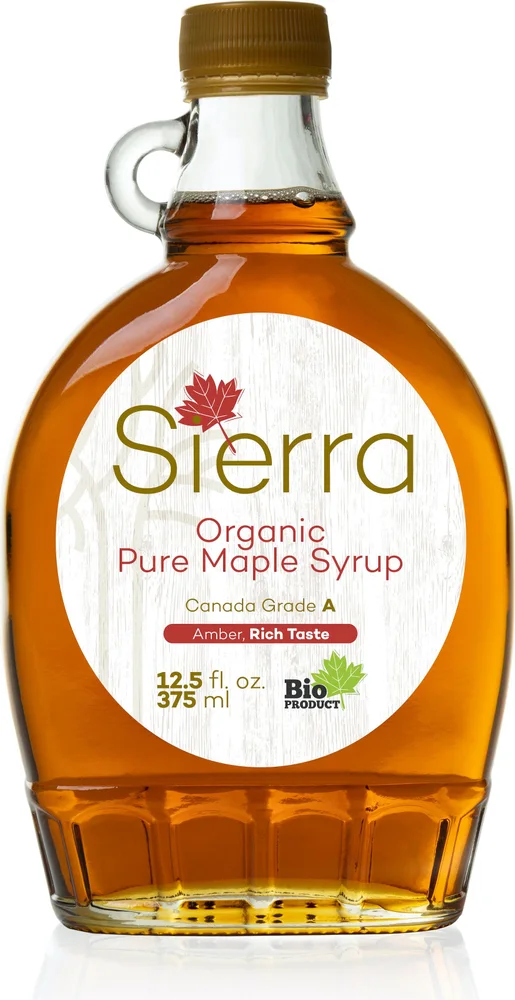 Sierra
Organic
Pure Maple Syrup
Canada Grade A
Amber, Rich Taste
12.5 fl. oz.
375 ml
Bio
PRODUCT